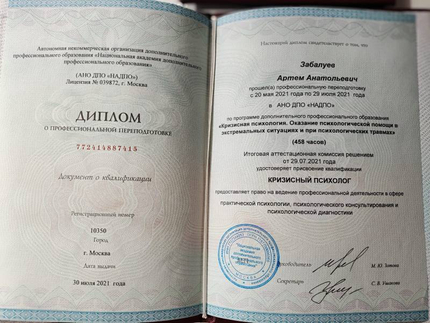 Автономная некоммерческая организация дополнительного
профессионального образования «Национальная академия дополнительного
профессионального образования»
(АНО ДПО «НАДПО»)
Лицензия № 039872, г. Москва
ДИПЛОМ
О ПРОФЕССИОНАЛЬНОЙ ПЕРЕПОДГОТОВКЕ
772414887415
Документ о квалификации
Регистрационный номер
10350
Город
г. Москва
Дата выдачи
30 июля 2021 года
Настоящий диплом свидетельствует о том, что
Забалуев
Артем Анатольевич
прошел(а) профессиональную переподготовку
с 20 мая 2021 года по 29 июля 2021 года
в АНО ДПО «НАДПО»
по программе дополнительного профессионального образования
«Кризисная психология. Оказание психологической помощи в
экстремальных ситуациях и при психологических травмах»
(458 часов)
Итоговая аттестационная комиссия решением
от 29.07.2021 года
удостоверяет присвоение квалификации
КРИЗИСНЫЙ ПСИХОЛОГ
предоставляет право на ведение профессиональной деятельности в сфере
практической психологии, психологического консультирования и
психологической диагностики
Руководитель
Секретарь